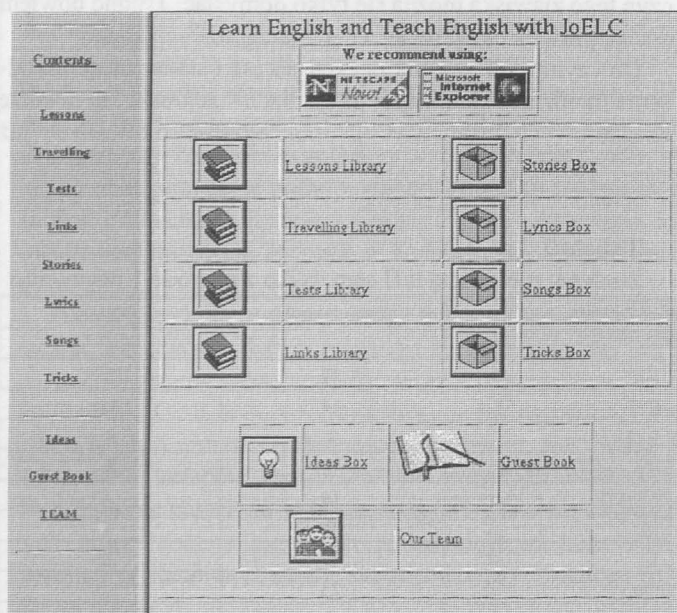 Learn English and Teach English with JoELC
We recommend using:
NETSCAPE
Now!
Microsoft
Internet
Explorer
Contents
Lessons
Travelling
Tests
Links
Stories
Lyrics
Songs
Tricks
Ideas
Guest Book
TEAM
Lessons Library
Stories Box
Travelling Library
Lyrics Box
Tests Library
Songs Box
Links Library
Tricks Box
Ideas Box
Guest Book
Our Team